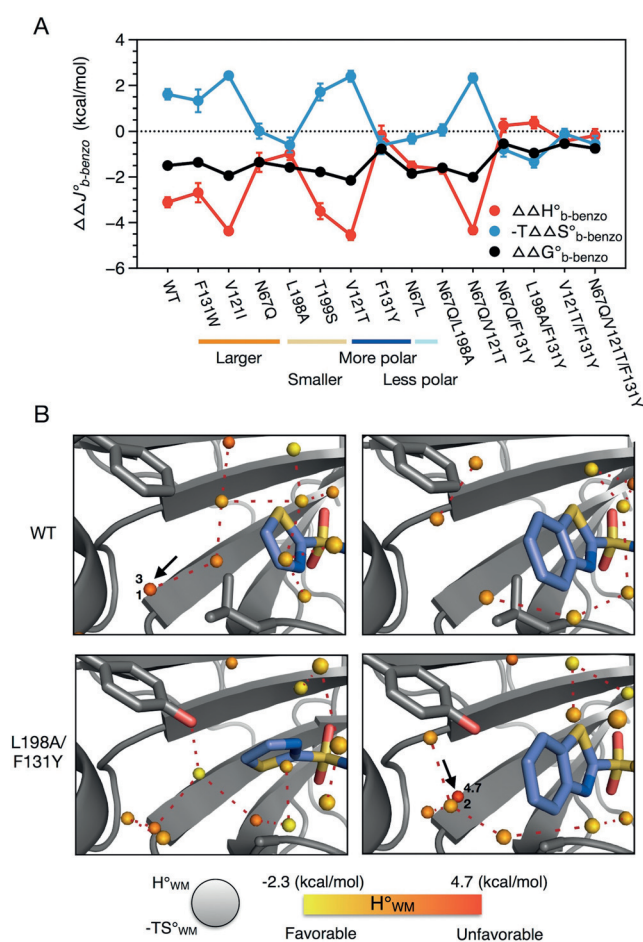 A
ΔΔJ°b-benzo (kcal/mol)
4
2
0
−2
−4
−6
ΔΔH°b-benzo
-TΔΔS°b-benzo
ΔΔG°b-benzo
WT
F131W
V121I
N67Q
L198A
T199S
V121T
F131Y
N67L
N67Q/L198A
N67Q/V121T
N67Q/F131Y
L198A/F131Y
V121T/F131Y
N67Q/V121T/F131Y
Larger
Smaller
More polar
Less polar
B
WT
3
1
L198A/
F131Y
4.7
2
H°WM
-TS°WM
-2.3 (kcal/mol)
4.7 (kcal/mol)
H°WM
Favorable
Unfavorable